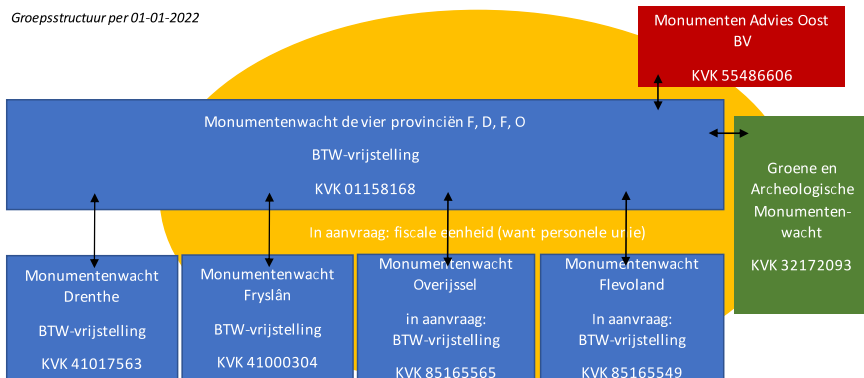 Groepsstructuur per 01-01-2022
Monumenten Advies Oost
BV
KVK 55486606
Monumentenwacht de vier provinciën F, D, F, O
BTW-vrijstelling
KVK 01158168
Groene en
Archeologische
Monumenten-
wacht
KVK 32172093
In aanvraag: fiscale eenheid (want personele unie)
Monumentenwacht
Drenthe
BTW-vrijstelling
KVK 41017563
Monumentenwacht
Fryslân
BTW-vrijstelling
KVK 41000304
Monumentenwacht
Overijssel
in aanvraag:
BTW-vrijstelling
KVK 85165565
Monumentenwacht
Flevoland
In aanvraag:
BTW-vrijstelling
KVK 85165549